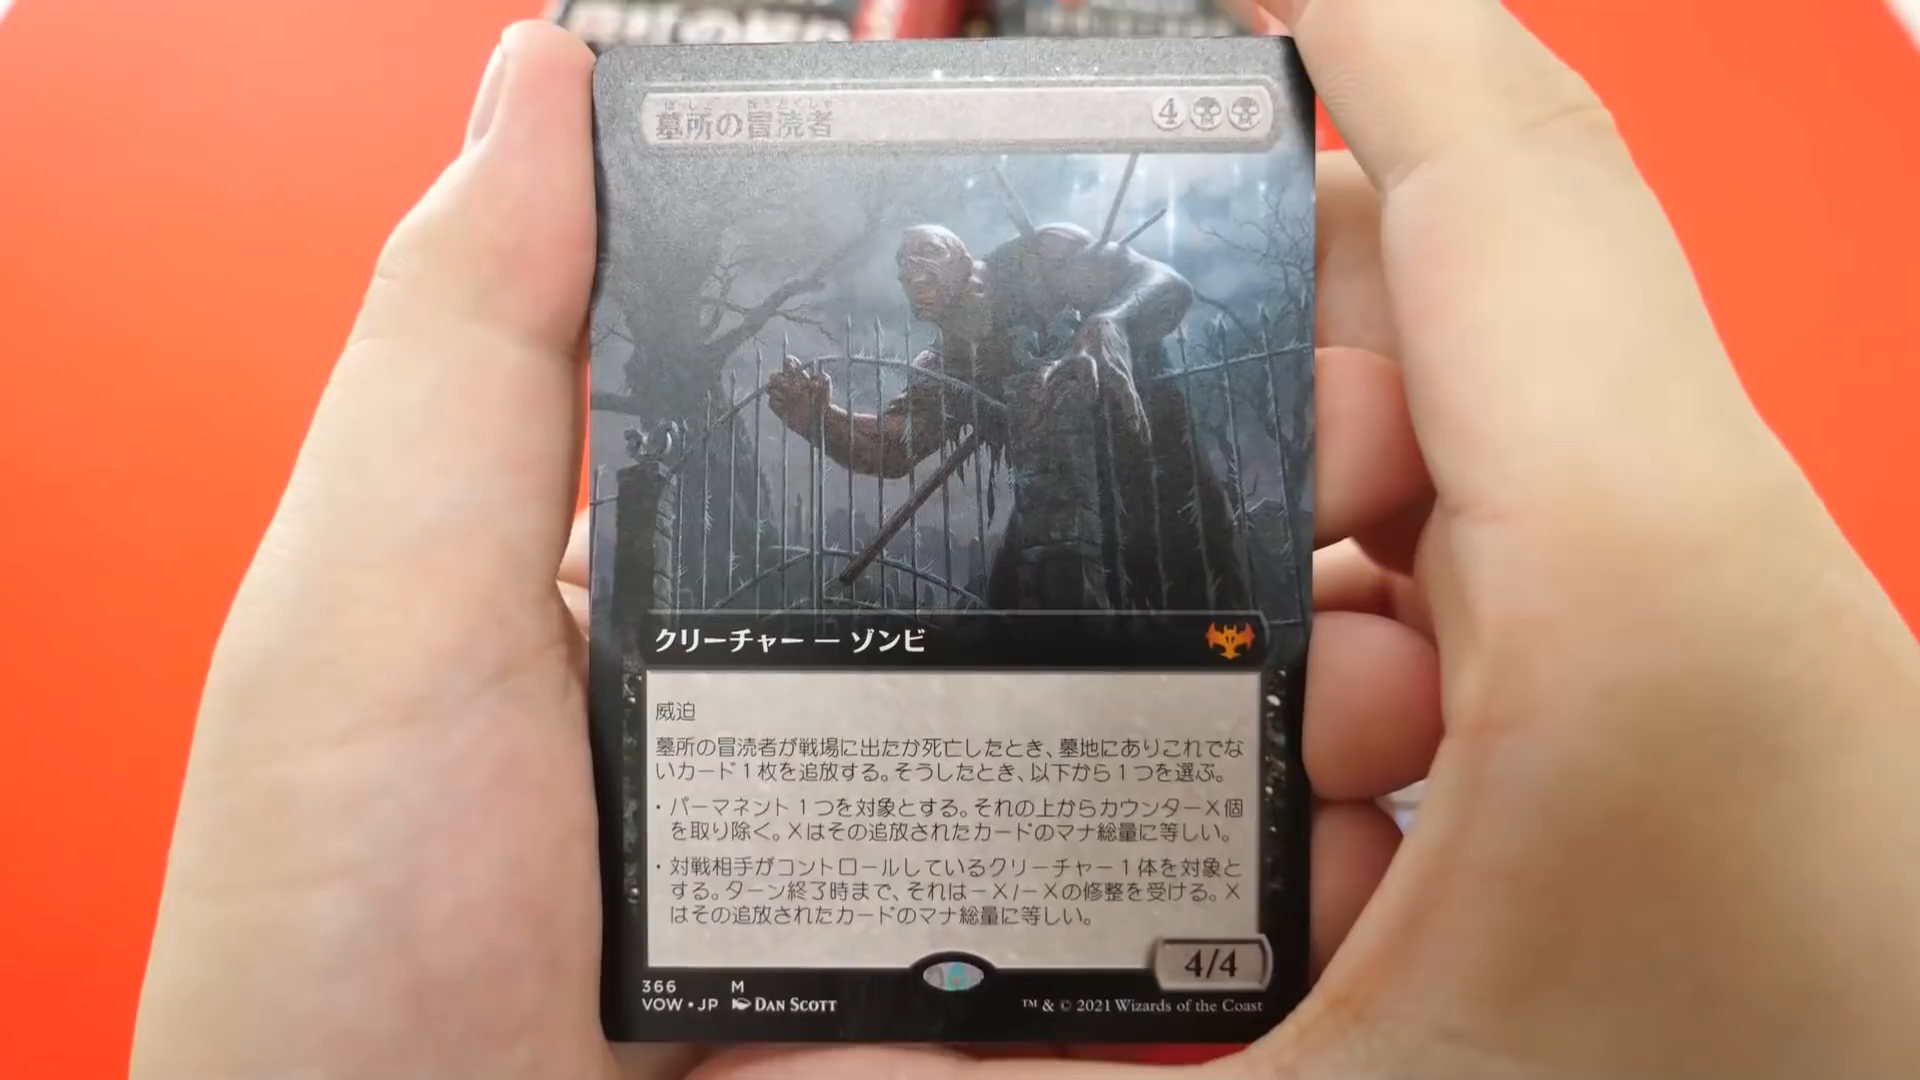 ぼしょ ぼうとくしゃ
墓所の冒涜者
4
クリーチャー ― ゾンビ
威迫
墓所の冒涜者が戦場に出たか死亡したとき、墓地にありこれでな
いカード1枚を追放する。そうしたとき、以下から1つを選ぶ。
・パーマネント1つを対象とする。それの上からカウンターX個
を取り除く。Xはその追放されたカードのマナ総量に等しい。
・対戦相手がコントロールしているクリーチャー1体を対象と
する。ターン終了時まで、それは－X/－Xの修整を受ける。X
はその追放されたカードのマナ総量に等しい。
4/4
366 M
VOW • JP DAN SCOTT
™ & © 2021 Wizards of the Coast